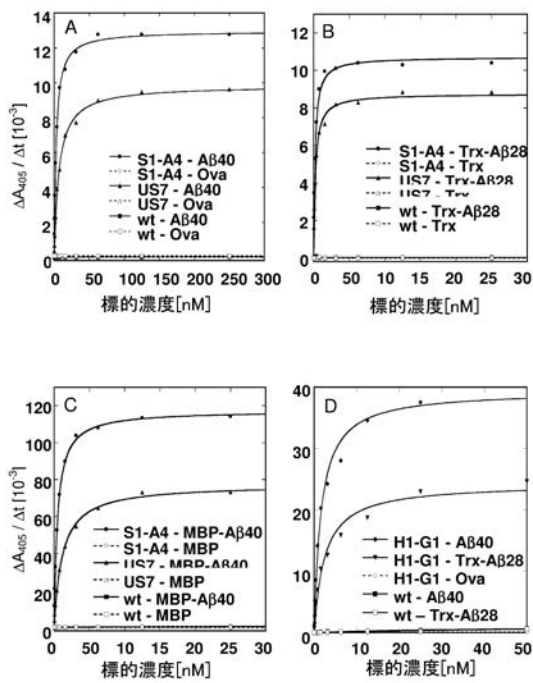 A
14
12
10
8
6
4
2
0
ΔA405 / Δt [10-3]
S1-A4 - Aβ40
S1-A4 - Ova
US7 - Aβ40
US7 - Ova
wt - Aβ40
wt - Ova
0 50 100 150 200 250 300
標的濃度[nM]
B
12
10
8
6
4
2
0
S1-A4 - Trx-Aβ28
S1-A4 - Trx
US7 - Trx-Aβ28
US7 - Trx
wt - Trx-Aβ28
wt - Trx
0 5 10 15 20 25 30
標的濃度[nM]
C
120
100
80
60
40
20
0
ΔA405 / Δt [10-3]
S1-A4 - MBP-Aβ40
S1-A4 - MBP
US7 - MBP-Aβ40
US7 - MBP
wt - MBP-Aβ40
wt - MBP
0 5 10 15 20 25 30
標的濃度[nM]
D
40
30
20
10
0
H1-G1 - Aβ40
H1-G1 - Trx-Aβ28
H1-G1 - Ova
wt - Aβ40
wt – Trx-Aβ28
0 10 20 30 40 50
標的濃度[nM]